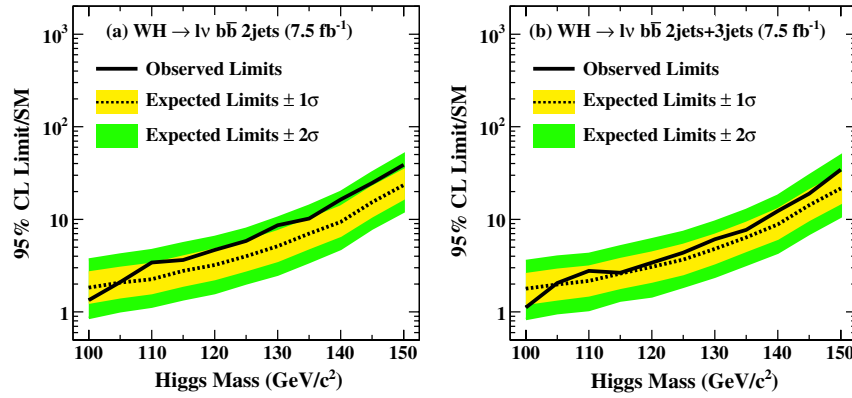 (a) WH → lν bb̅ 2jets (7.5 fb⁻¹)
Observed Limits
Expected Limits ± 1σ
Expected Limits ± 2σ
95% CL Limit/SM
10³
10²
10
1
100 110 120 130 140 150
Higgs Mass (GeV/c²)
(b) WH → lν bb̅ 2jets+3jets (7.5 fb⁻¹)
Observed Limits
Expected Limits ± 1σ
Expected Limits ± 2σ
95% CL Limit/SM
10³
10²
10
1
100 110 120 130 140 150
Higgs Mass (GeV/c²)